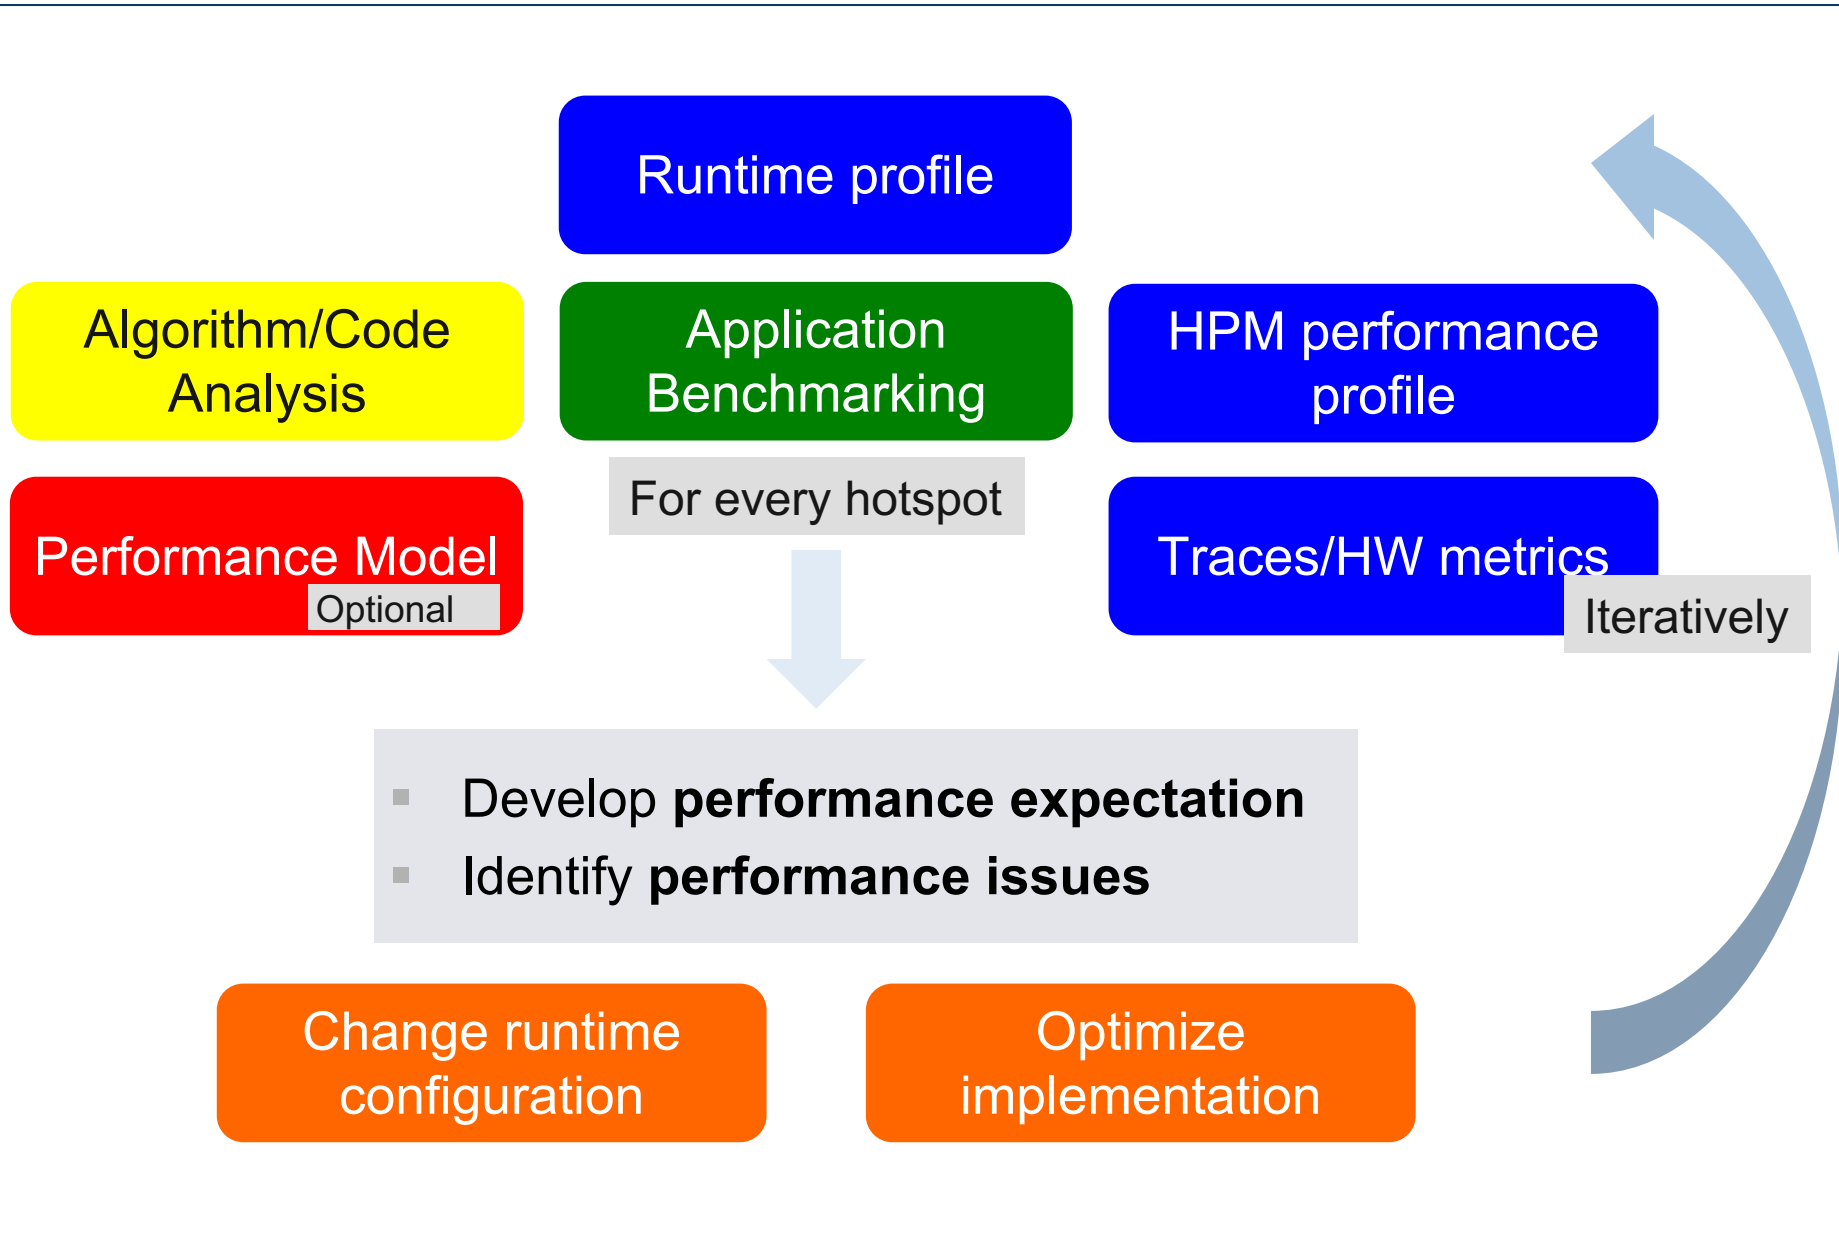 Runtime profile
Algorithm/Code
Analysis
Application
Benchmarking
HPM performance
profile
For every hotspot
Performance Model
Optional
Traces/HW metrics
Iteratively
Develop performance expectation
Identify performance issues
Change runtime
configuration
Optimize
implementation